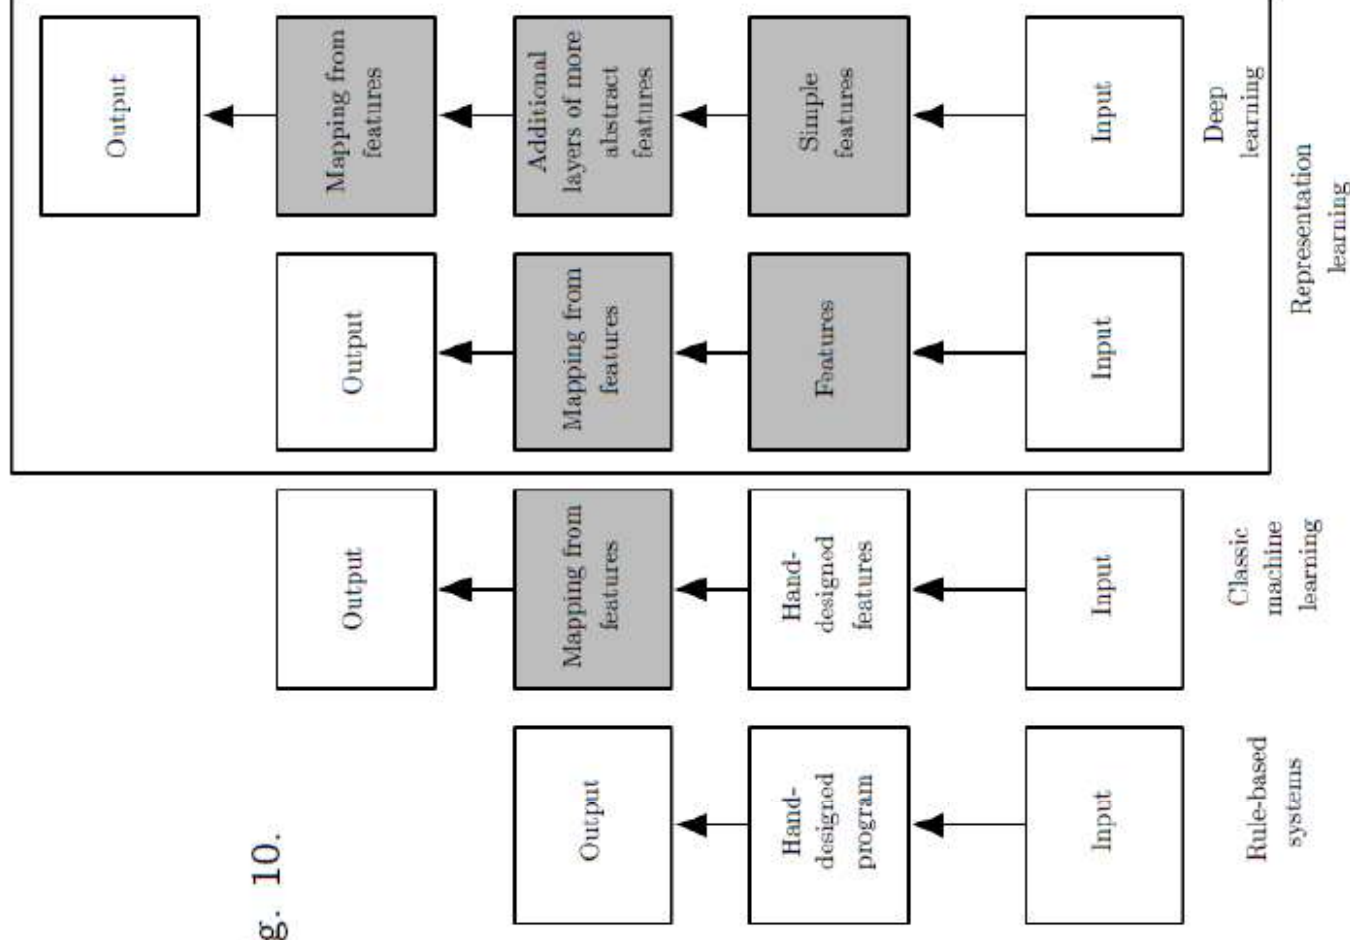 g. 10.
Output
Hand-
designed
program
Input
Rule-based
systems
Output
Mapping from
features
Hand-
designed
features
Input
Classic
machine
learning
Output
Mapping from
features
Features
Input
Output
Mapping from
features
Additional
layers of more
abstract
features
Simple
features
Input
Deep
learning
Representation
learning